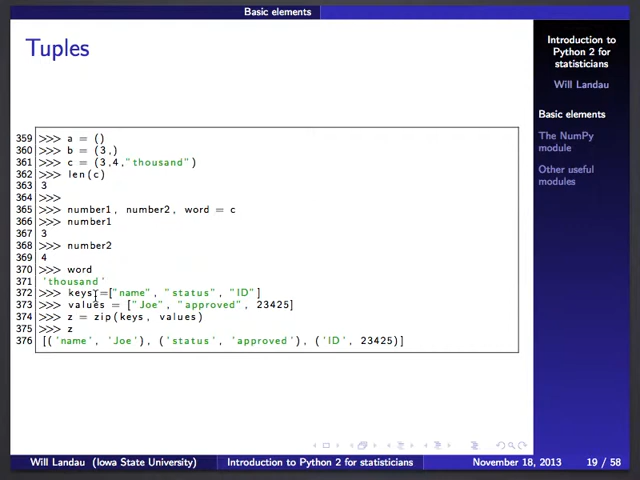 Basic elements
Tuples
359 >>> a = ()
360 >>> b = (3,)
361 >>> c = (3,4,"thousand")
362 >>> len(c)
363 3
364 >>>
365 >>> number1, number2, word = c
366 >>> number1
367 3
368 >>> number2
369 4
370 >>> word
371 'thousand'
372 >>> keys =["name", "status", "ID"]
373 >>> values = ["Joe", "approved", 23425]
374 >>> z = zip(keys, values)
375 >>> z
376 [('name', 'Joe'), ('status', 'approved'), ('ID', 23425)]
Introduction to
Python 2 for
statisticians
Will Landau
Basic elements
The NumPy
module
Other useful
modules
Will Landau (Iowa State University) Introduction to Python 2 for statisticians November 18, 2013 19 / 58